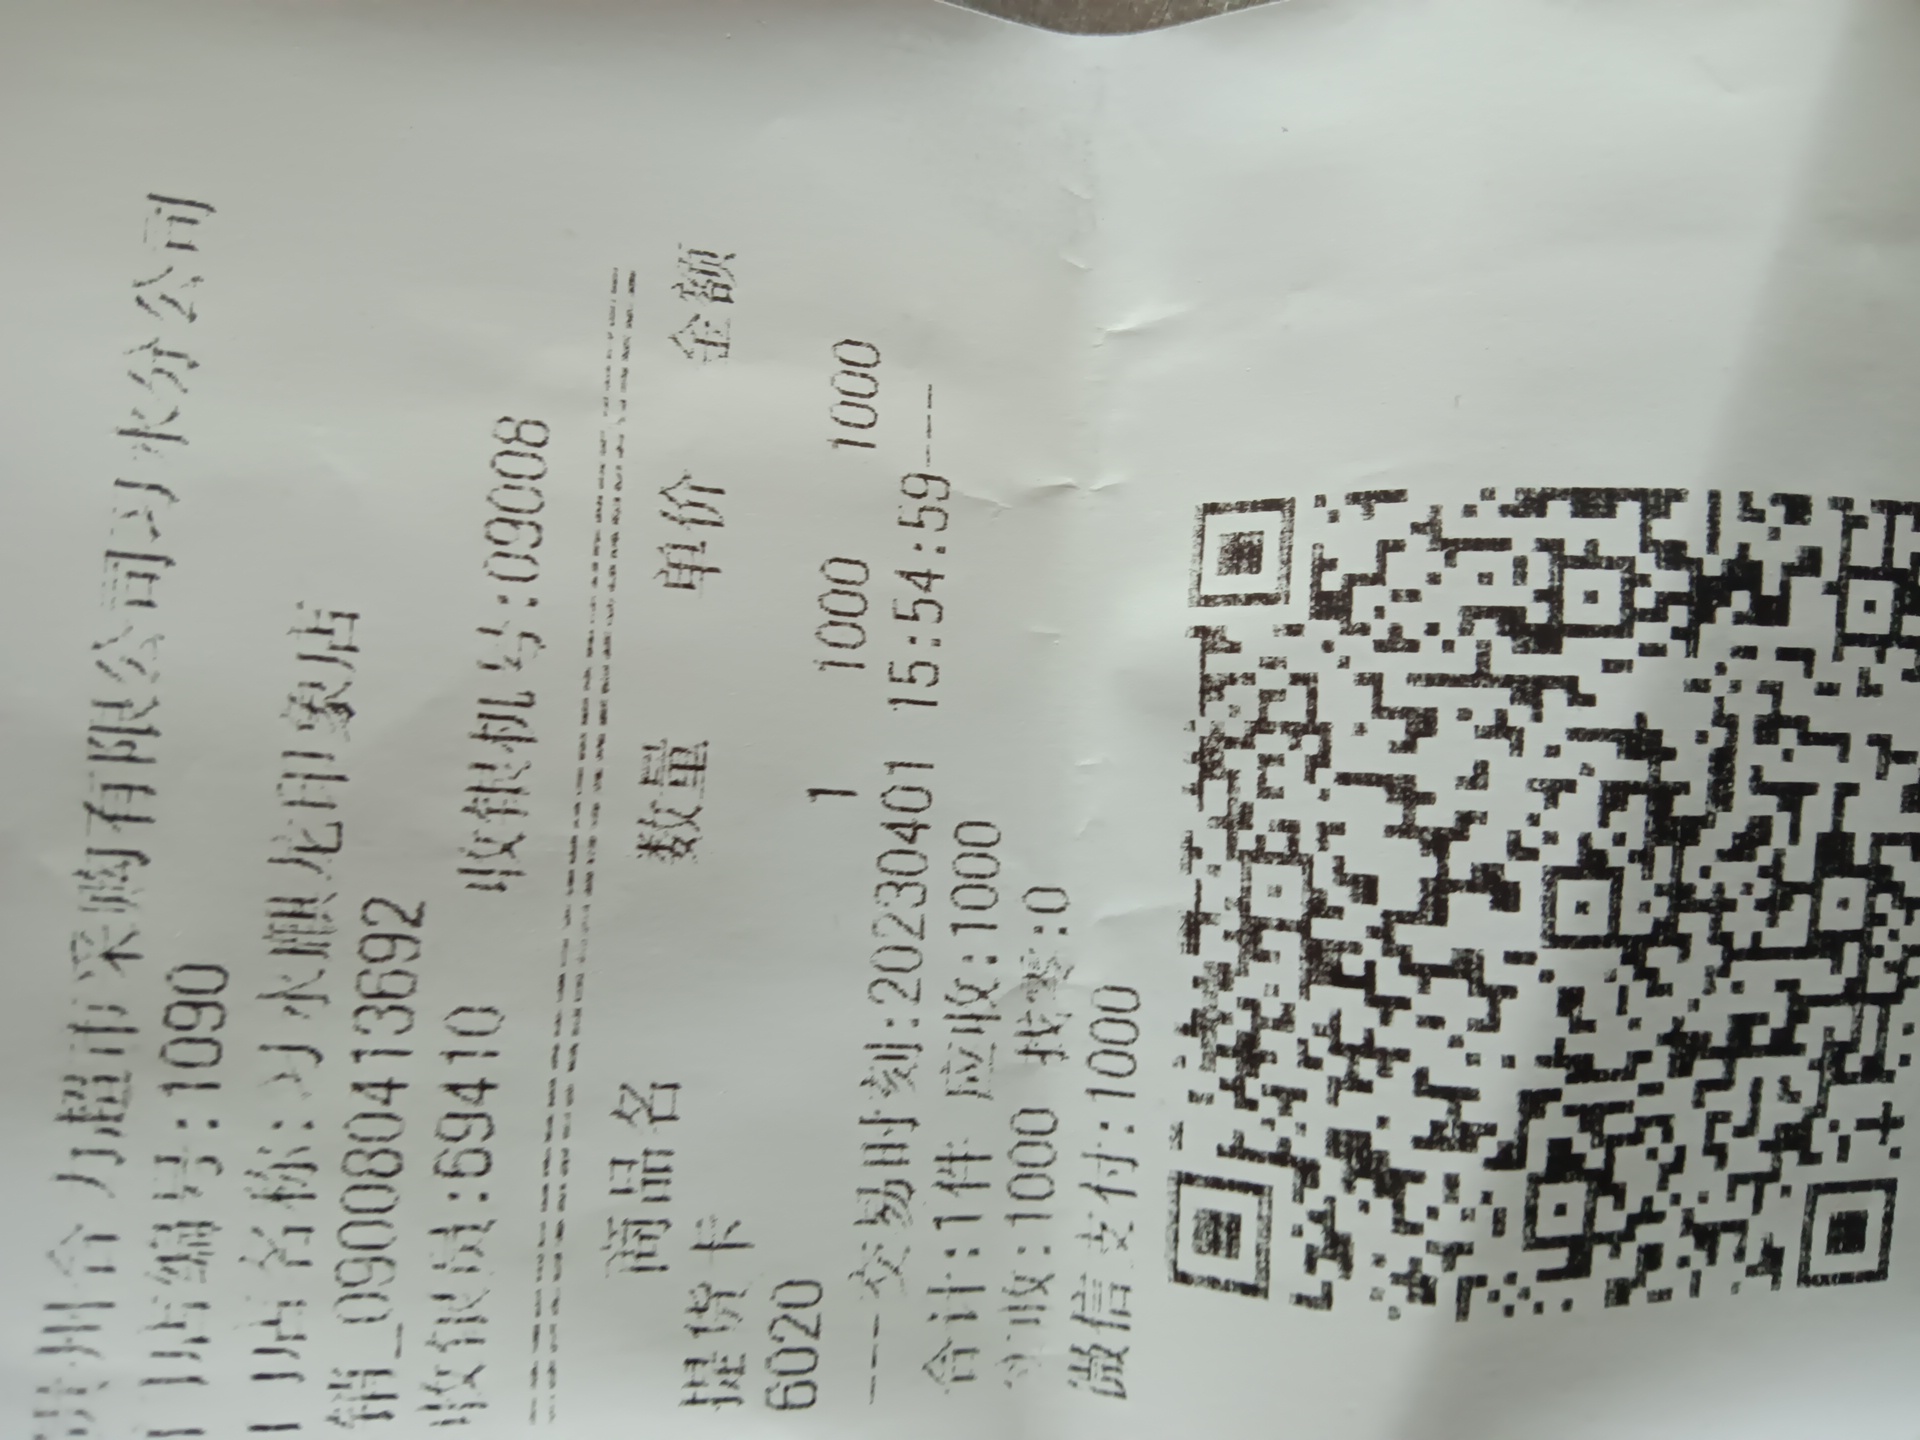 贵州合力超市采购有限公司习水分公司
门店编号:1090
门店名称:习水顺龙印象店
销_090080413692
收银员:69410 收银机号:09008
商品名 数量 单价 金额
提货卡
6020 1 1000 1000
---交易时刻:20230401 15:54:59---
合计:1件 应收:1000
实收:1000 找零:0
微信支付:1000